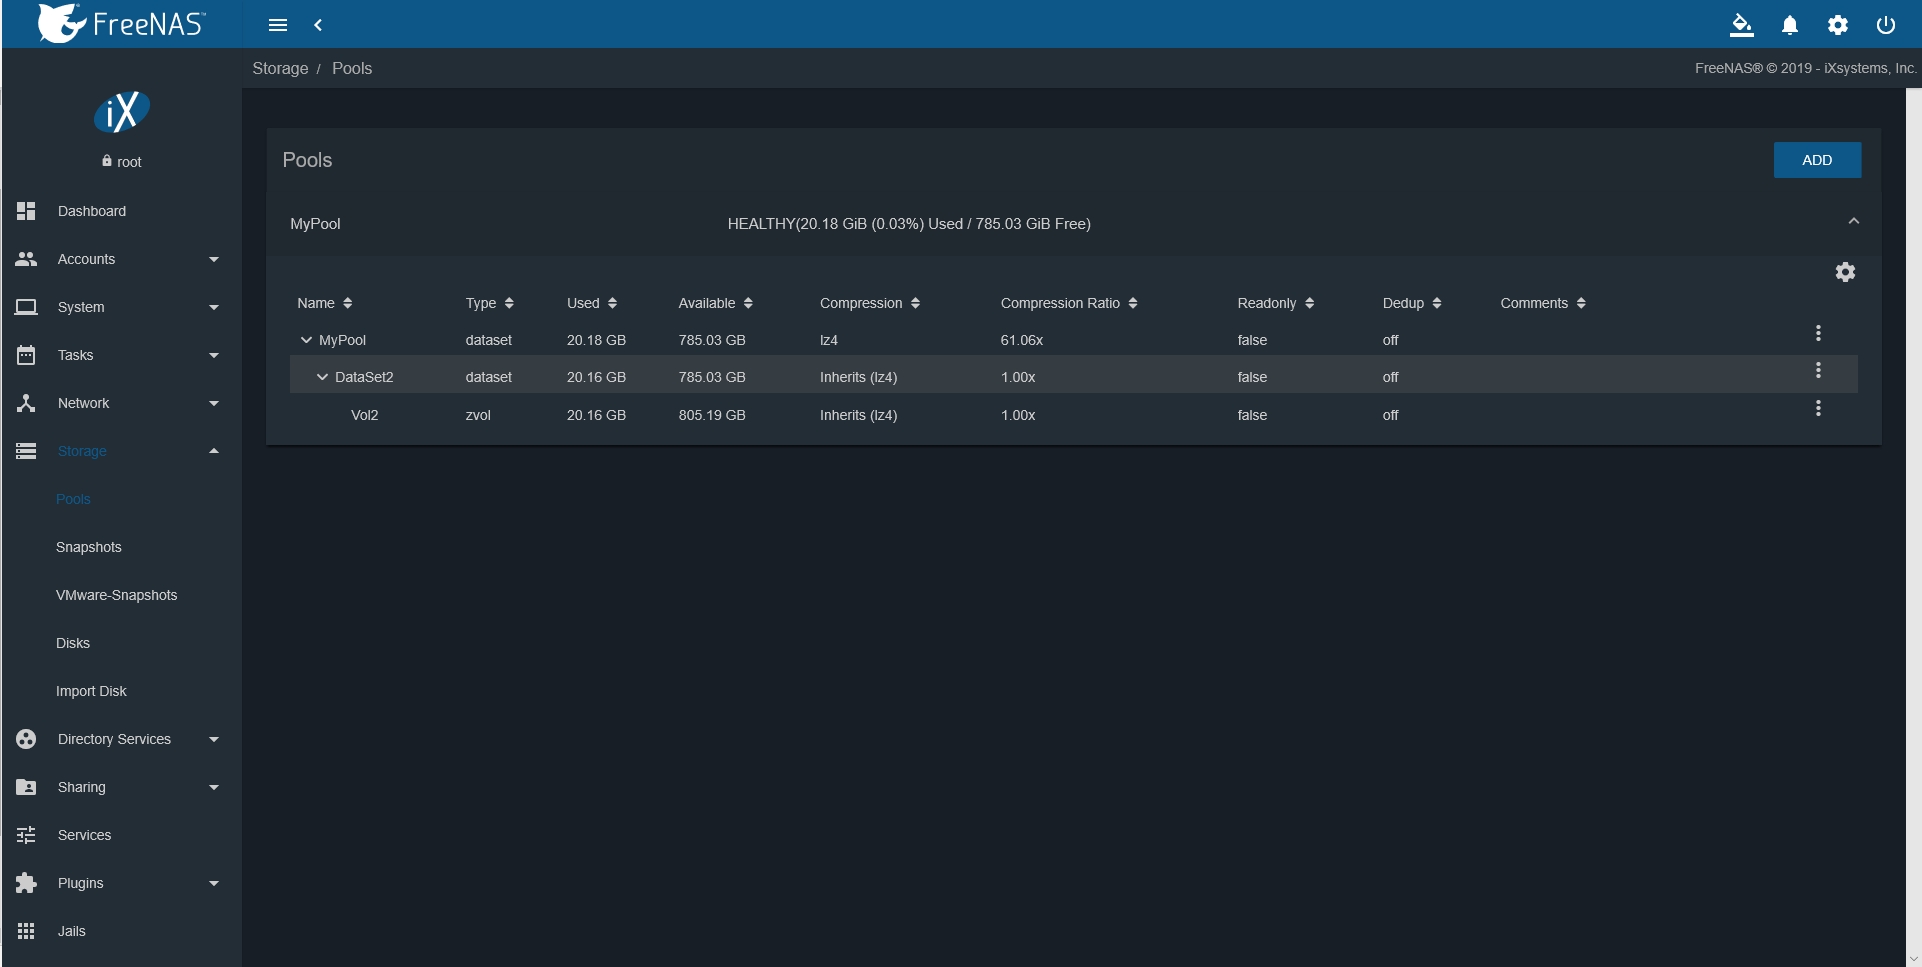 FreeNAS™
Storage / Pools
FreeNAS® © 2019 - iXsystems, Inc.
iX
root
Dashboard
Accounts
System
Tasks
Network
Storage
Pools
Snapshots
VMware-Snapshots
Disks
Import Disk
Directory Services
Sharing
Services
Plugins
Jails
Pools
ADD
MyPool HEALTHY(20.18 GiB (0.03%) Used / 785.03 GiB Free)
Name Type Used Available Compression Compression Ratio Readonly Dedup Comments
MyPool dataset 20.18 GB 785.03 GB lz4 61.06x false off
DataSet2 dataset 20.16 GB 785.03 GB Inherits (lz4) 1.00x false off
Vol2 zvol 20.16 GB 805.19 GB Inherits (lz4) 1.00x false off